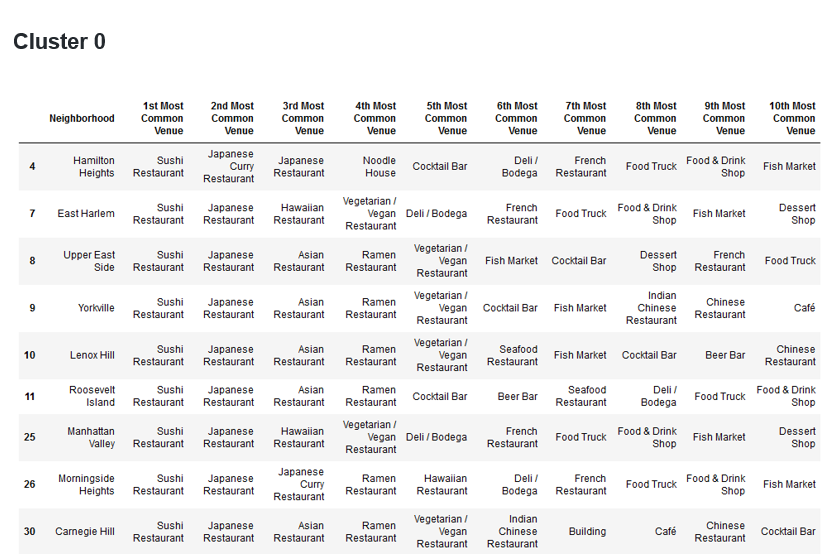 Cluster 0
Neighborhood 1st Most Common Venue 2nd Most Common Venue 3rd Most Common Venue 4th Most Common Venue 5th Most Common Venue 6th Most Common Venue 7th Most Common Venue 8th Most Common Venue 9th Most Common Venue 10th Most Common Venue
4 Hamilton Heights Sushi Restaurant Japanese Curry Restaurant Japanese Restaurant Noodle House Cocktail Bar Deli / Bodega French Restaurant Food Truck Food & Drink Shop Fish Market
7 East Harlem Sushi Restaurant Japanese Restaurant Hawaiian Restaurant Vegetarian / Vegan Restaurant Deli / Bodega French Restaurant Food Truck Food & Drink Shop Fish Market Dessert Shop
8 Upper East Side Sushi Restaurant Japanese Restaurant Asian Restaurant Ramen Restaurant Vegetarian / Vegan Restaurant Fish Market Cocktail Bar Dessert Shop French Restaurant Food Truck
9 Yorkville Sushi Restaurant Japanese Restaurant Asian Restaurant Ramen Restaurant Vegetarian / Vegan Restaurant Cocktail Bar Fish Market Indian Chinese Restaurant Chinese Restaurant Café
10 Lenox Hill Sushi Restaurant Japanese Restaurant Asian Restaurant Ramen Restaurant Vegetarian / Vegan Restaurant Seafood Restaurant Fish Market Cocktail Bar Beer Bar Chinese Restaurant
11 Roosevelt Island Sushi Restaurant Japanese Restaurant Asian Restaurant Ramen Restaurant Cocktail Bar Beer Bar Seafood Restaurant Deli / Bodega Food Truck Food & Drink Shop
25 Manhattan Valley Sushi Restaurant Japanese Restaurant Hawaiian Restaurant Vegetarian / Vegan Restaurant Deli / Bodega French Restaurant Food Truck Food & Drink Shop Fish Market Dessert Shop
26 Morningside Heights Sushi Restaurant Japanese Restaurant Japanese Curry Restaurant Ramen Restaurant Hawaiian Restaurant Deli / Bodega French Restaurant Food Truck Food & Drink Shop Fish Market
30 Carnegie Hill Sushi Restaurant Japanese Restaurant Asian Restaurant Ramen Restaurant Vegetarian / Vegan Restaurant Indian Chinese Restaurant Building Café Chinese Restaurant Cocktail Bar